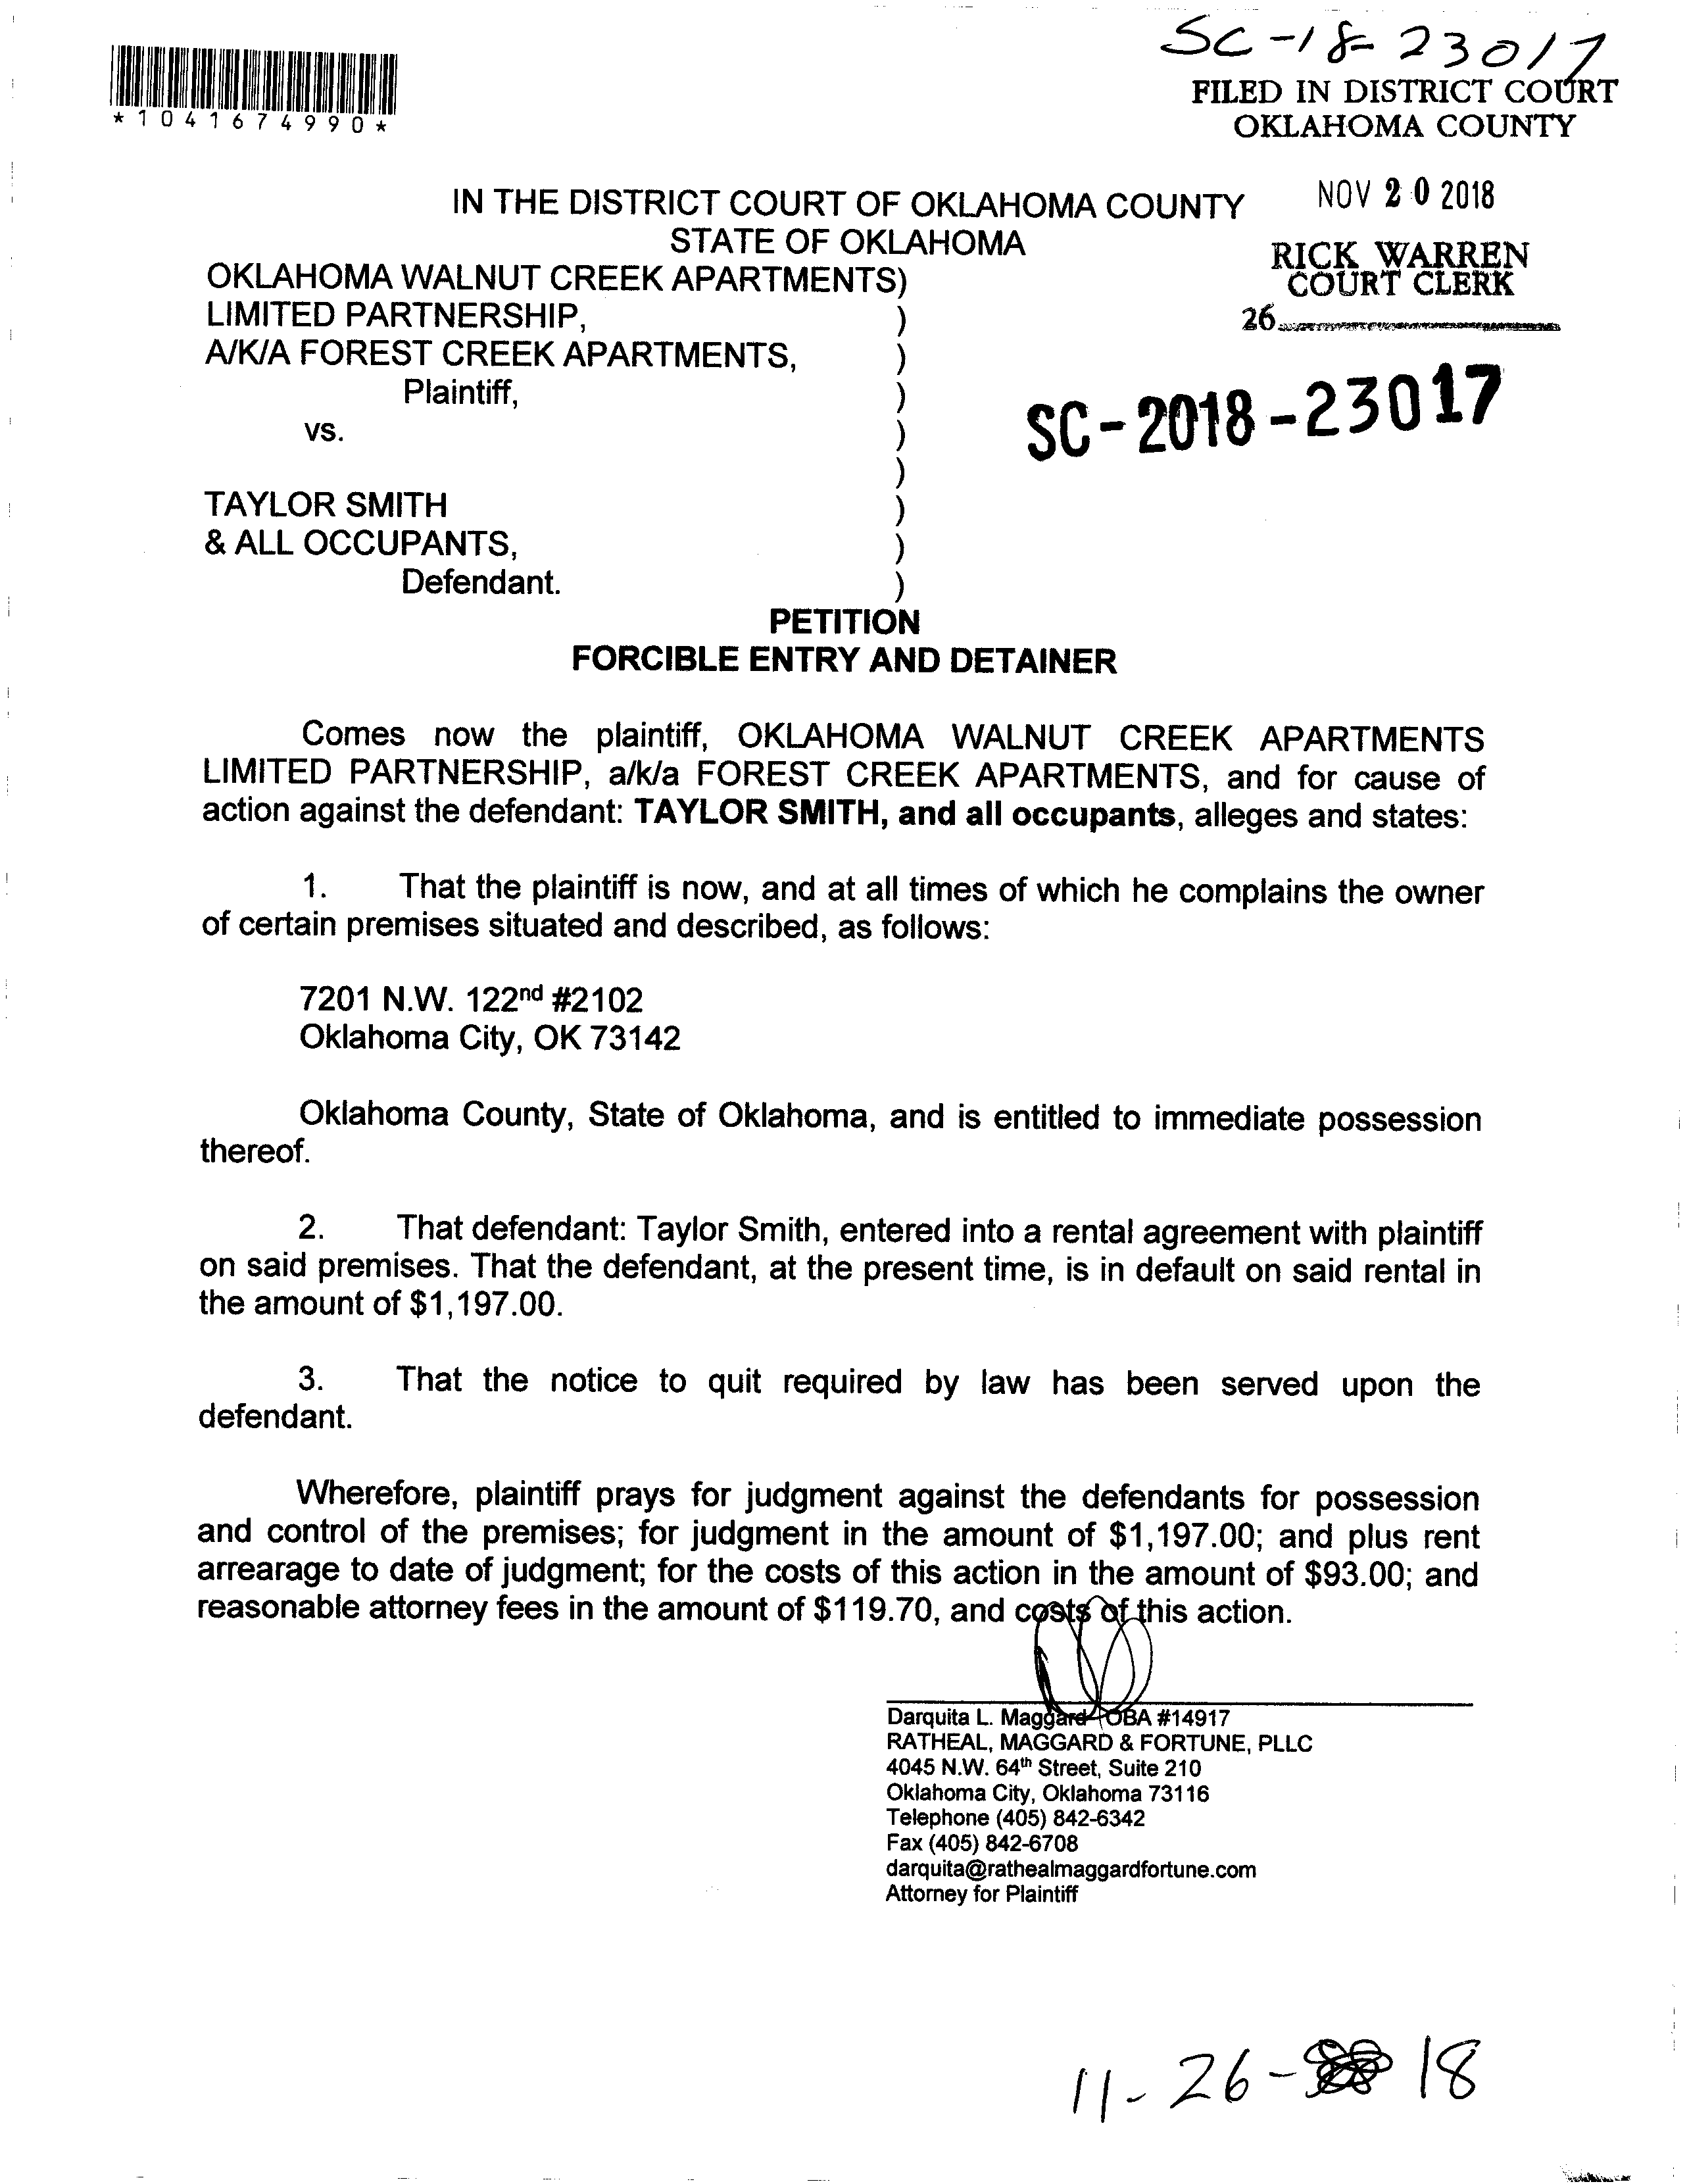 SC-18-23017
*1041674990*
FILED IN DISTRICT COURT
OKLAHOMA COUNTY
NOV 20 2018
RICK WARREN
COURT CLERK
26
IN THE DISTRICT COURT OF OKLAHOMA COUNTY
STATE OF OKLAHOMA
OKLAHOMA WALNUT CREEK APARTMENTS)
LIMITED PARTNERSHIP, )
A/K/A FOREST CREEK APARTMENTS, )
Plaintiff, )
vs. )
)
TAYLOR SMITH )
& ALL OCCUPANTS, )
Defendant. )
SC-2018-23017
PETITION
FORCIBLE ENTRY AND DETAINER
Comes now the plaintiff, OKLAHOMA WALNUT CREEK APARTMENTS
LIMITED PARTNERSHIP, a/k/a FOREST CREEK APARTMENTS, and for cause of
action against the defendant: TAYLOR SMITH, and all occupants, alleges and states:
1. That the plaintiff is now, and at all times of which he complains the owner
of certain premises situated and described, as follows:
7201 N.W. 122nd #2102
Oklahoma City, OK 73142
Oklahoma County, State of Oklahoma, and is entitled to immediate possession
thereof.
2. That defendant: Taylor Smith, entered into a rental agreement with plaintiff
on said premises. That the defendant, at the present time, is in default on said rental in
the amount of $1,197.00.
3. That the notice to quit required by law has been served upon the
defendant.
Wherefore, plaintiff prays for judgment against the defendants for possession
and control of the premises; for judgment in the amount of $1,197.00; and plus rent
arrearage to date of judgment; for the costs of this action in the amount of $93.00; and
reasonable attorney fees in the amount of $119.70, and costs of this action.
Darquita L. Maggard OBA #14917
RATHEAL, MAGGARD & FORTUNE, PLLC
4045 N.W. 64th Street, Suite 210
Oklahoma City, Oklahoma 73116
Telephone (405) 842-6342
Fax (405) 842-6708
darquita@rathealmaggardfortune.com
Attorney for Plaintiff
11-26-18